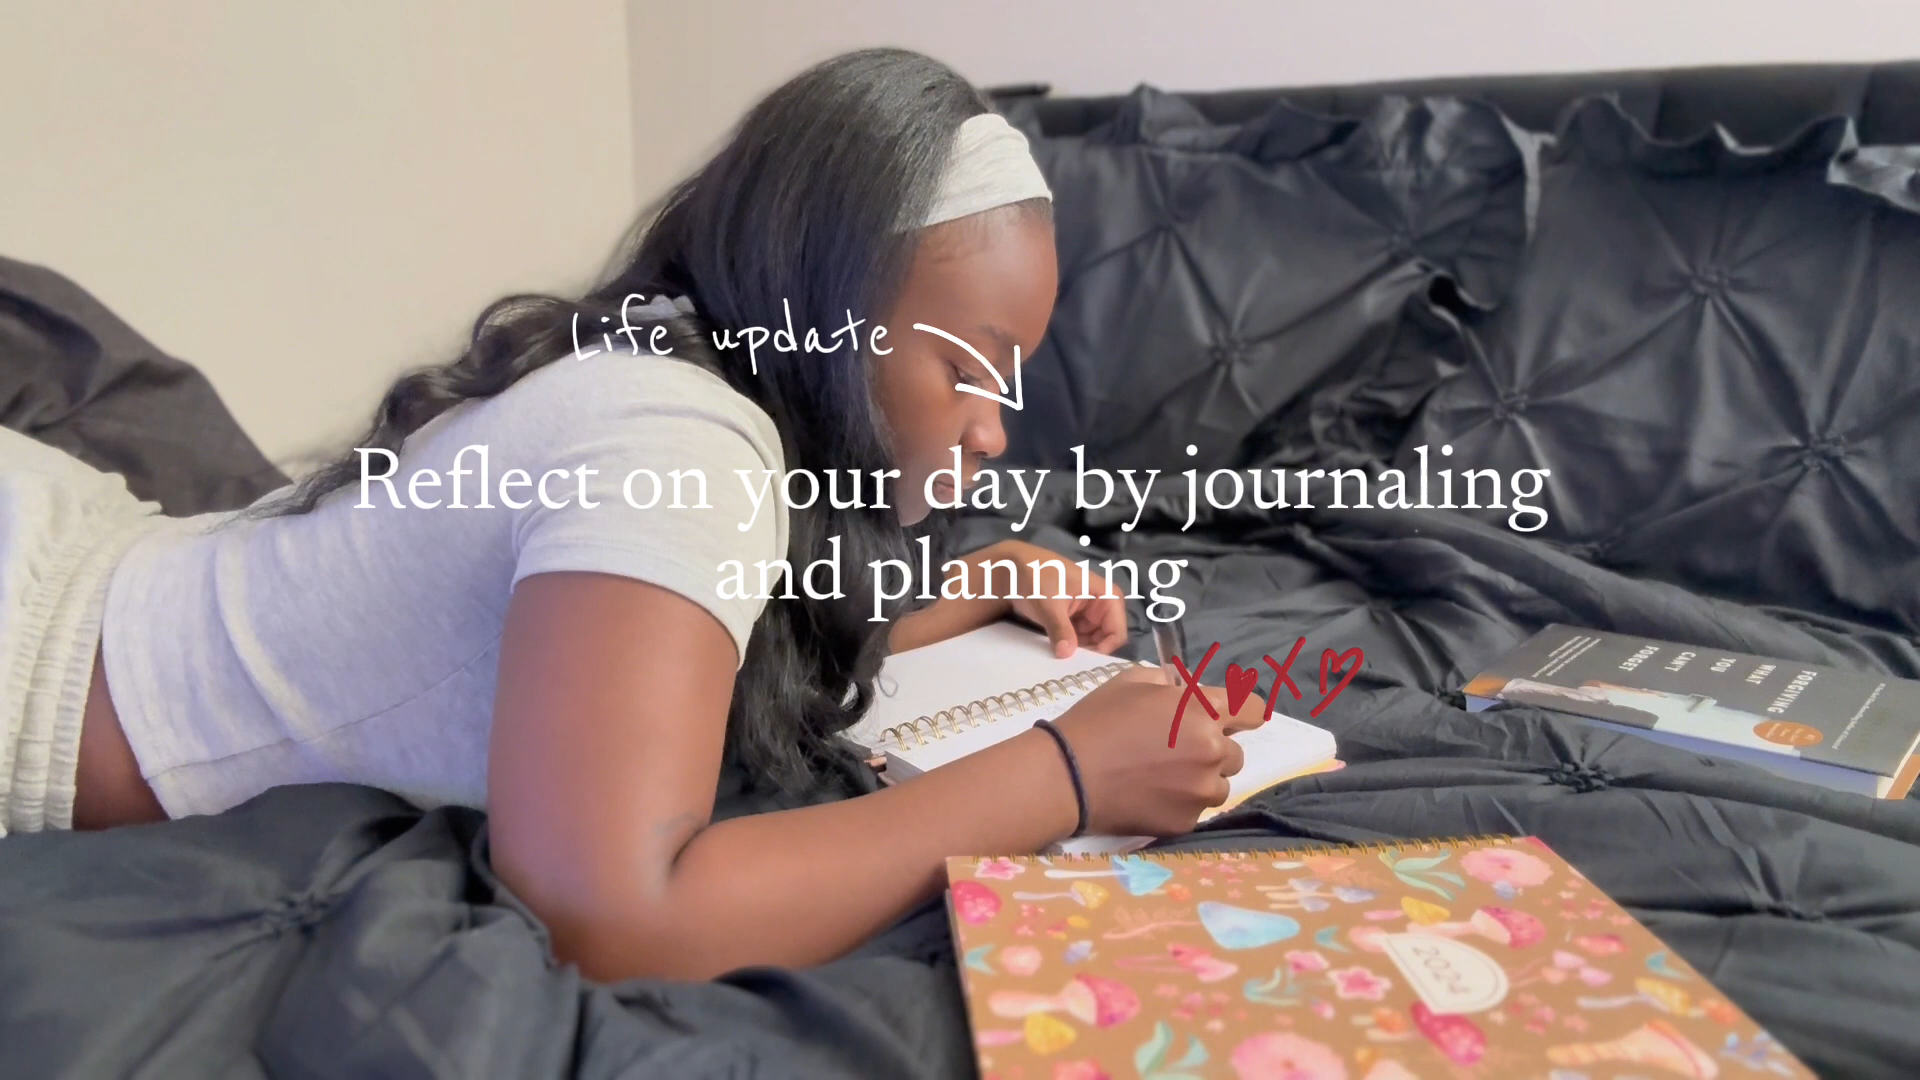 Life update
Reflect on your day by journaling
and planning
XOXO
FORGIVING
WHAT
YOU
CAN'T
FORGET
2024